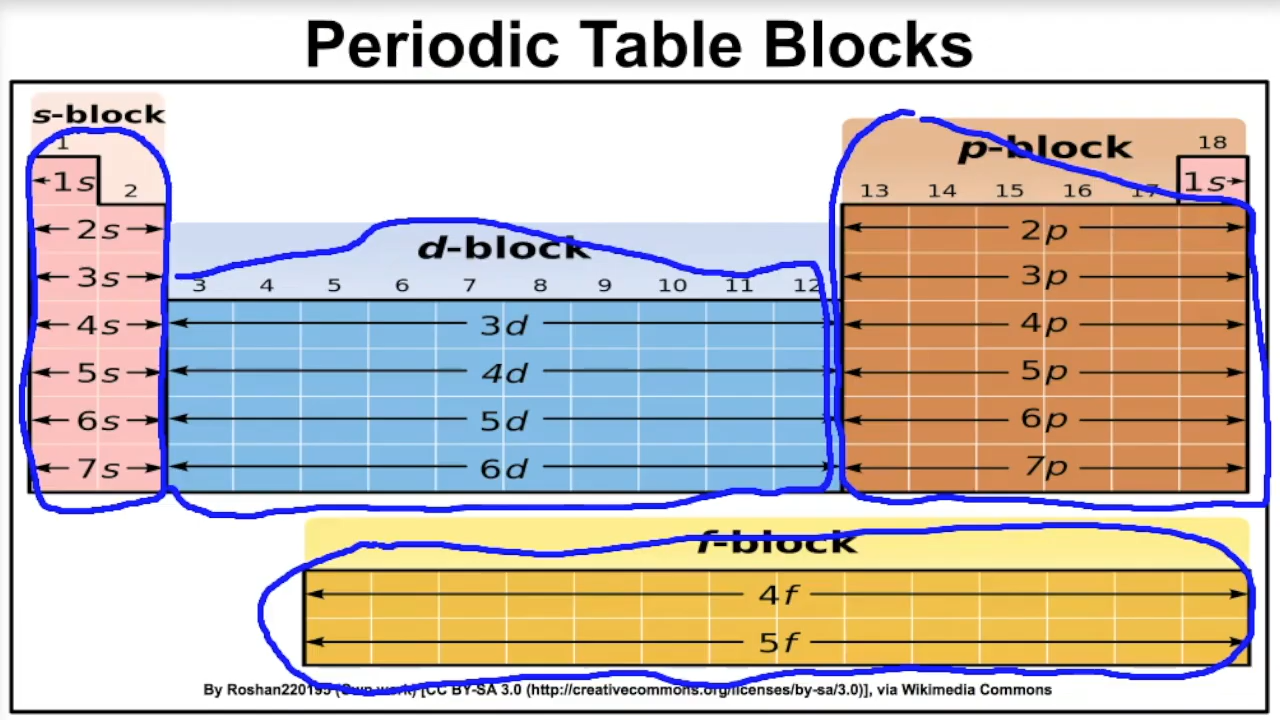 Periodic Table Blocks
s-block
1
1s
2
2s
3s
4s
5s
6s
7s
d-block
3 4 5 6 7 8 9 10 11 12
3d
4d
5d
6d
p-block
18
13 14 15 16 17
1s
2p
3p
4p
5p
6p
7p
f-block
4f
5f
By Roshan220195 (Own work) [CC BY-SA 3.0 (http://creativecommons.org/licenses/by-sa/3.0)], via Wikimedia Commons